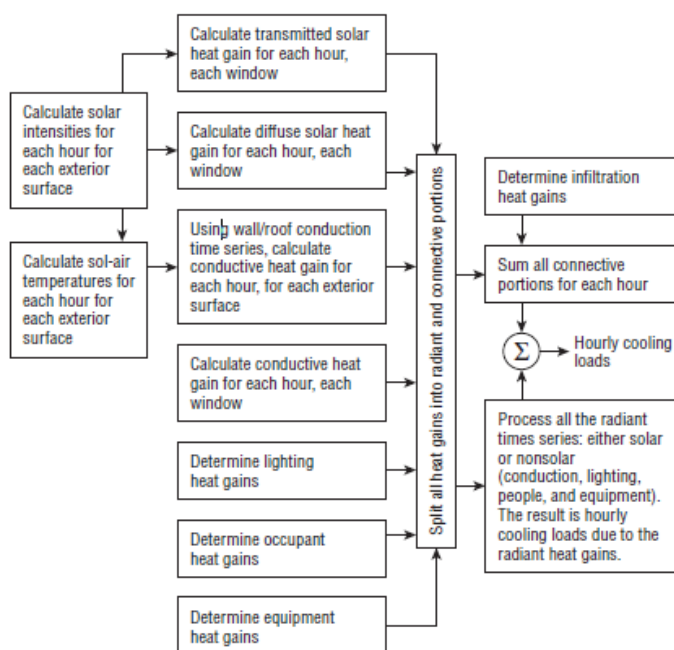 Calculate transmitted solar
heat gain for each hour,
each window
Calculate solar
intensities for
each hour for
each exterior
surface
Calculate diffuse solar heat
gain for each hour, each
window
Calculate sol-air
temperatures for
each hour for
each exterior
surface
Using wall/roof conduction
time series, calculate
conductive heat gain for
each hour, for each exterior
surface
Calculate conductive heat
gain for each hour, each
window
Determine lighting
heat gains
Determine occupant
heat gains
Determine equipment
heat gains
Split all heat gains into radiant and connective portions
Determine infiltration
heat gains
Sum all connective
portions for each hour
Σ
Hourly cooling
loads
Process all the radiant
times series: either solar
or nonsolar
(conduction, lighting,
people, and equipment).
The result is hourly
cooling loads due to the
radiant heat gains.